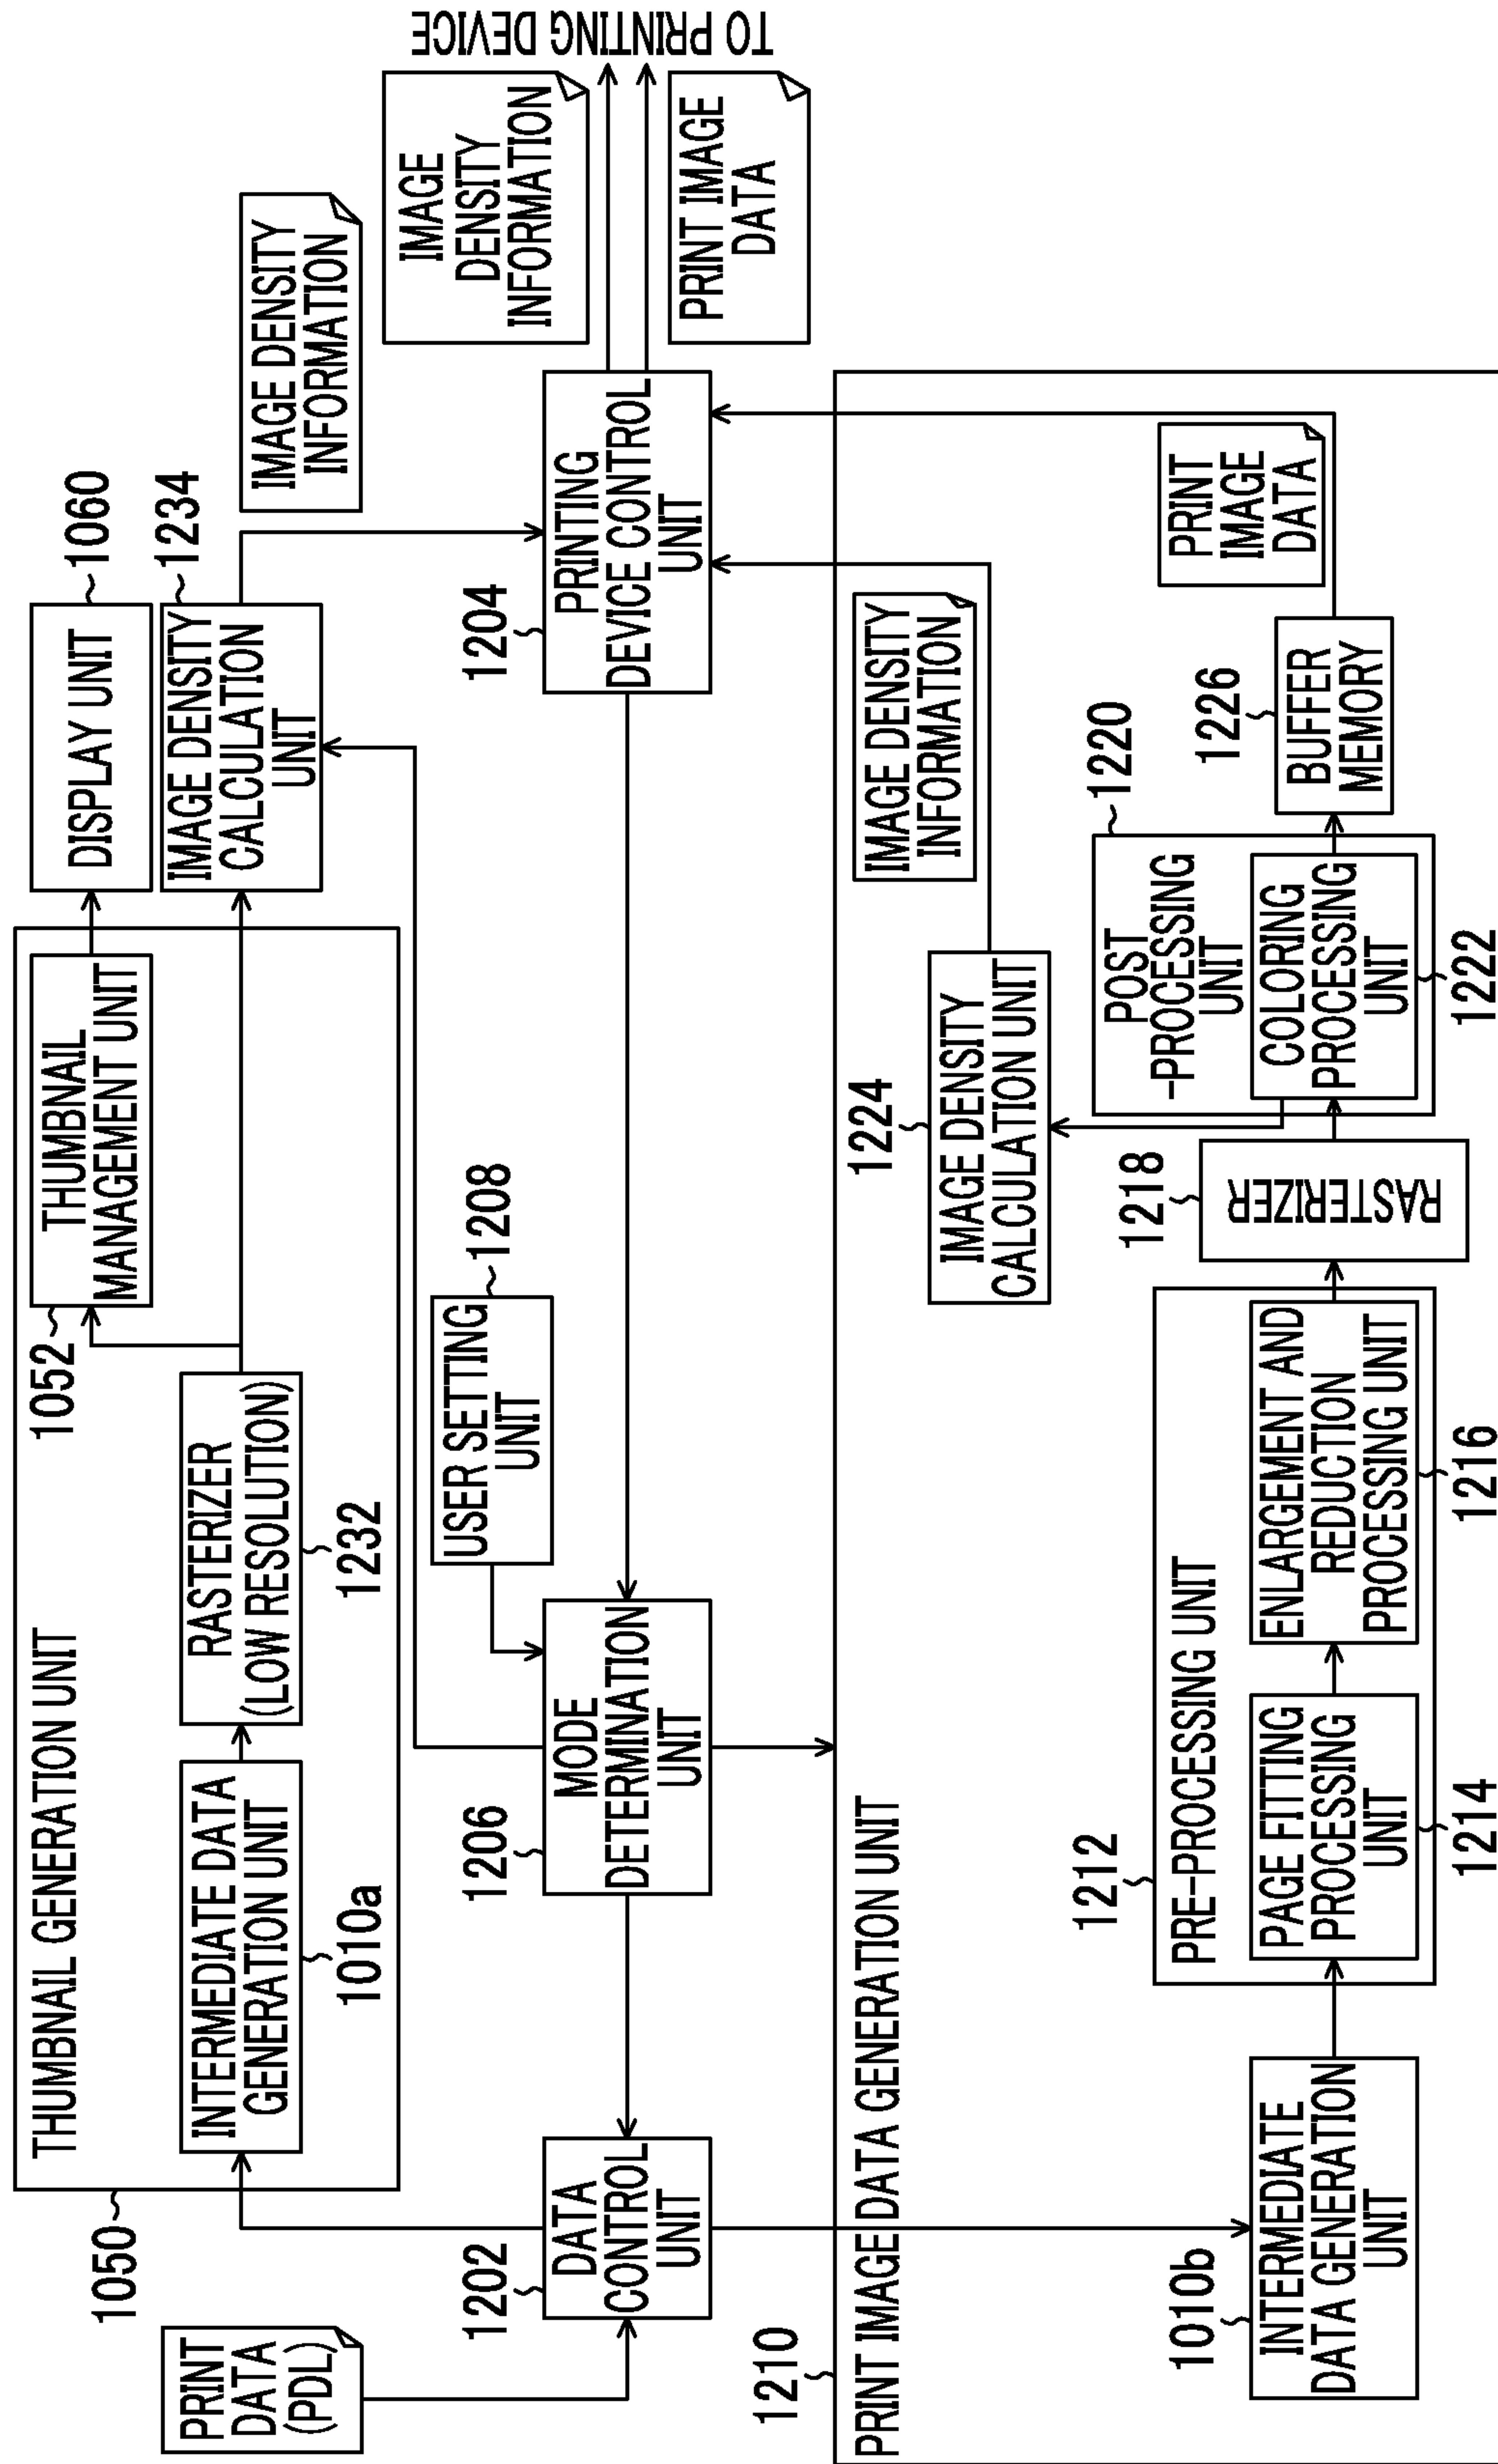 THUMBNAIL GENERATION UNIT
1050
PRINT
DATA
(PDL)
INTERMEDIATE DATA
GENERATION UNIT
1010a
RASTERIZER
(LOW RESOLUTION)
1232
THUMBNAIL
MANAGEMENT UNIT
1052
DISPLAY UNIT
1060
IMAGE DENSITY
CALCULATION
UNIT
1234
IMAGE DENSITY
INFORMATION
DATA
CONTROL
UNIT
1202
MODE
DETERMINATION
UNIT
1206
USER SETTING
UNIT
1208
PRINTING
DEVICE CONTROL
UNIT
1204
IMAGE
DENSITY
INFORMATION
TO PRINTING DEVICE
PRINT IMAGE
DATA
1210
PRINT IMAGE DATA GENERATION UNIT
INTERMEDIATE
DATA GENERATION
UNIT
1010b
1212
PRE-PROCESSING UNIT
PAGE FITTING
PROCESSING
UNIT
1214
ENLARGEMENT AND
REDUCTION
PROCESSING UNIT
1216
RASTERIZER
1218
IMAGE DENSITY
CALCULATION UNIT
1224
IMAGE DENSITY
INFORMATION
POST
-PROCESSING
UNIT
1220
COLORING
PROCESSING
UNIT
1222
BUFFER
MEMORY
1226
PRINT
IMAGE
DATA